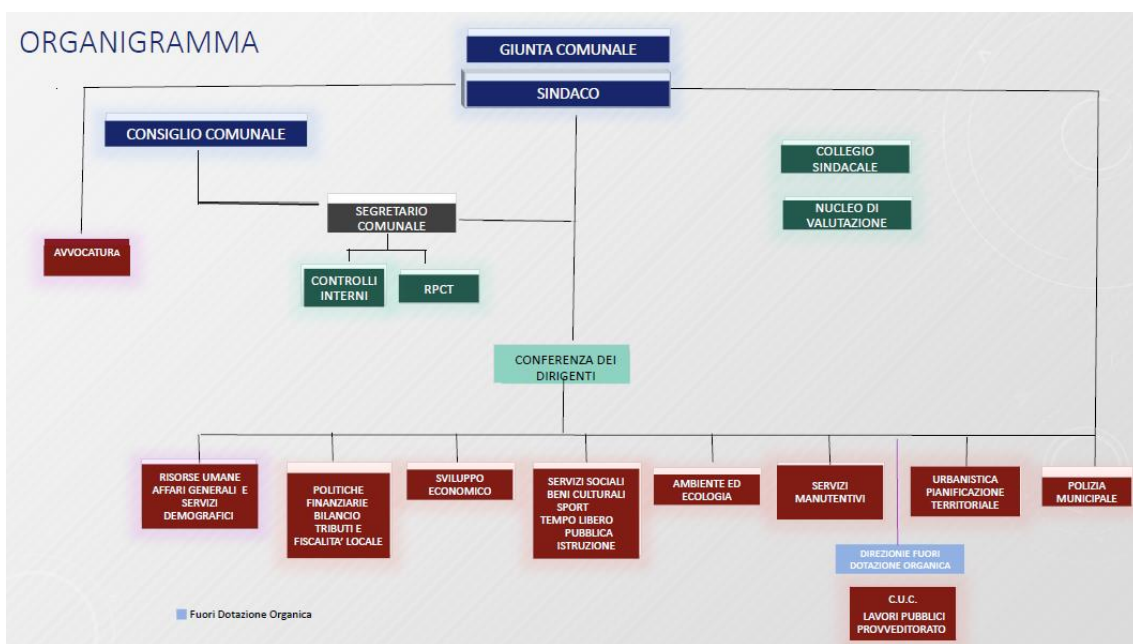 ORGANIGRAMMA
GIUNTA COMUNALE
SINDACO
CONSIGLIO COMUNALE
COLLEGIO
SINDACALE
SEGRETARIO
COMUNALE
NUCLEO DI
VALUTAZIONE
AVVOCATURA
CONTROLLI
INTERNI
RPCT
CONFERENZA DEI
DIRIGENTI
RISORSE UMANE
AFFARI GENERALI E
SERVIZI
DEMOGRAFICI
POLITICHE
FINANZIARIE
BILANCIO
TRIBUTI E
FISCALITA' LOCALE
SVILUPPO
ECONOMICO
SERVIZI SOCIALI
BENI CULTURALI
SPORT
TEMPO LIBERO
PUBBLICA
ISTRUZIONE
AMBIENTE ED
ECOLOGIA
SERVIZI
MANUTENTIVI
URBANISTICA
PIANIFICAZIONE
TERRITORIALE
POLIZIA
MUNICIPALE
DIREZIONIE FUORI
DOTAZIONE ORGANICA
C.U.C.
LAVORI PUBBLICI
PROVVEDITORATO
Fuori Dotazione Organica